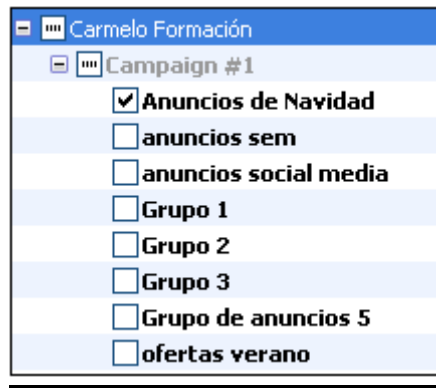 Carmelo Formación
Campaign #1
Anuncios de Navidad
anuncios sem
anuncios social media
Grupo 1
Grupo 2
Grupo 3
Grupo de anuncios 5
ofertas verano